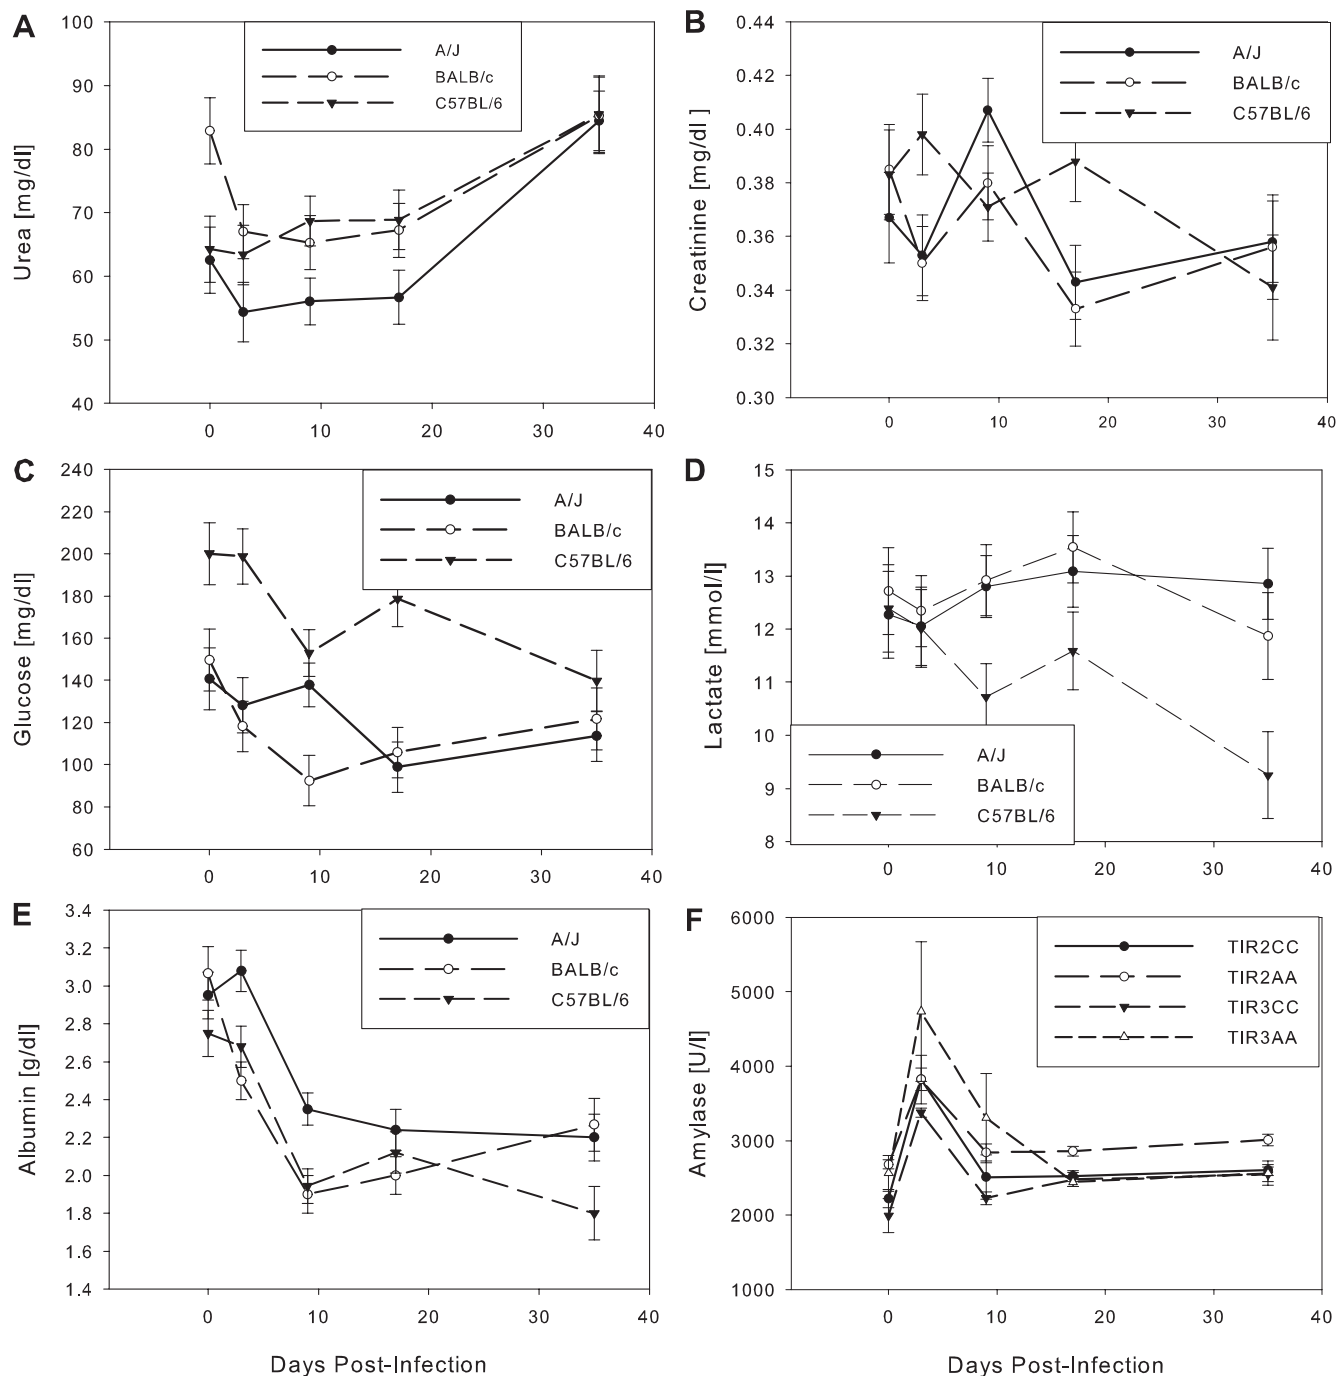 A
Urea [mg/dl]
100
90
80
70
60
50
40
0
10
20
30
40
A/J
BALB/c
C57BL/6
B
Creatinine [mg/dl ]
0.44
0.42
0.40
0.38
0.36
0.34
0.32
0.30
0
10
20
30
40
A/J
BALB/c
C57BL/6
C
Glucose [mg/dl]
240
220
200
180
160
140
120
100
80
60
0
10
20
30
40
A/J
BALB/c
C57BL/6
D
Lactate [mmol/l]
15
14
13
12
11
10
9
8
0
10
20
30
40
A/J
BALB/c
C57BL/6
E
Albumin [g/dl]
3.4
3.2
3.0
2.8
2.6
2.4
2.2
2.0
1.8
1.6
1.4
0
10
20
30
40
A/J
BALB/c
C57BL/6
Days Post-Infection
F
Amylase [U/l]
6000
5000
4000
3000
2000
1000
0
10
20
30
40
TIR2CC
TIR2AA
TIR3CC
TIR3AA
Days Post-Infection